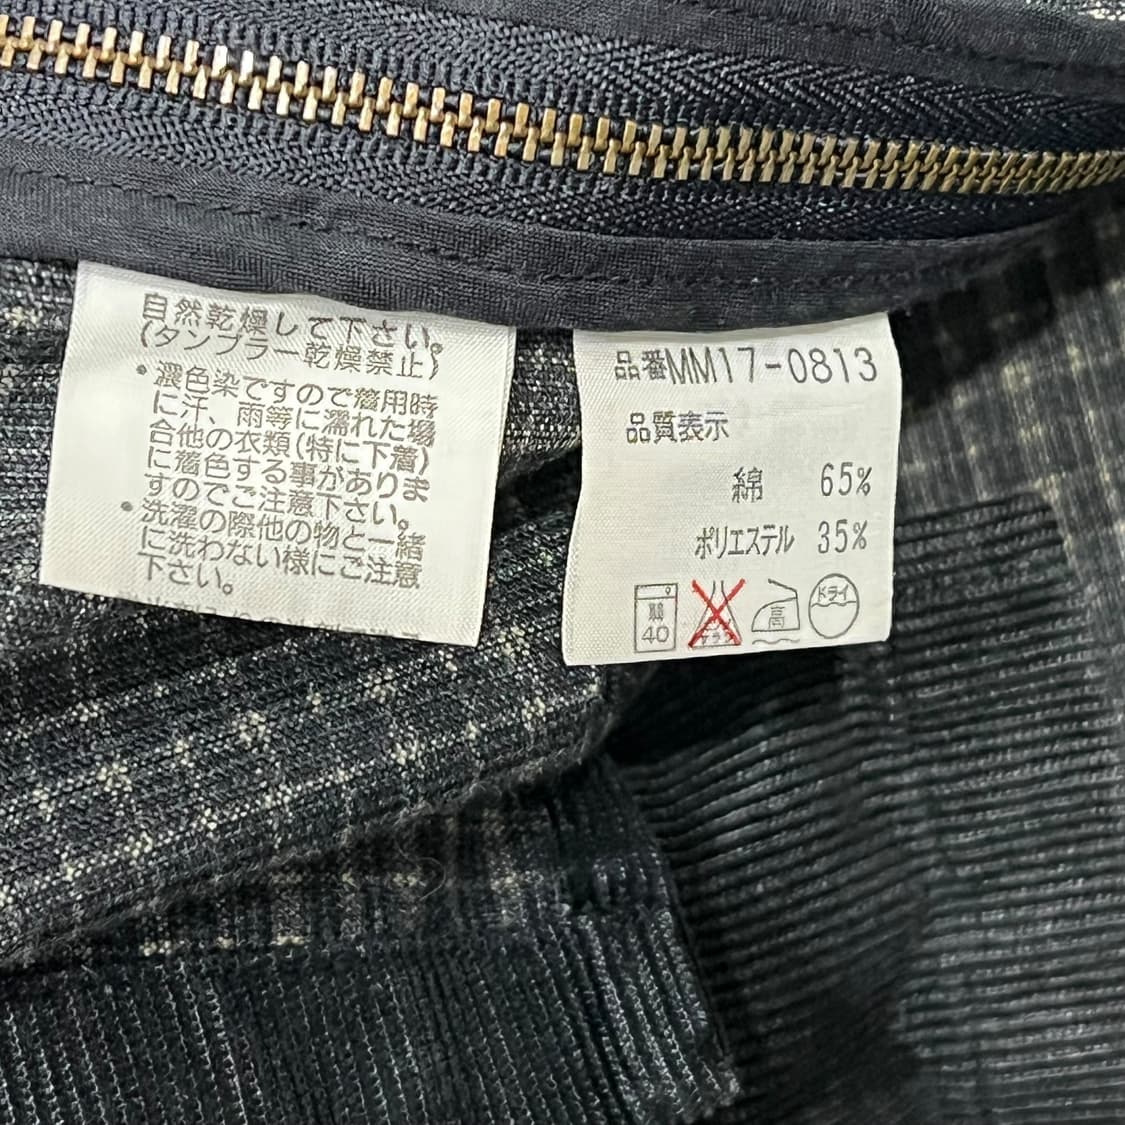 自然乾燥して下さい。
(タンブラー乾燥禁止)
・濃色染ですので着用時
に汗、雨等に濡れた場
合他の衣類(特に下着)
に着色する事がありま
すのでご注意下さい。
・洗濯の際他の物と一緒
に洗わない様にご注意
下さい。
品番MM17-0813
品質表示
綿 65%
ポリエステル 35%
40
高
ドライ